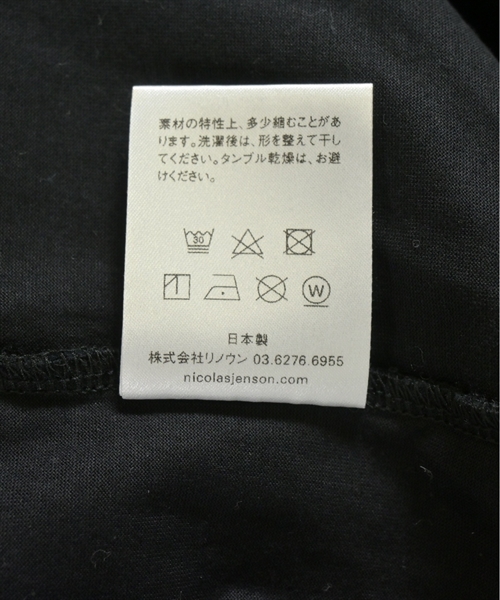 素材の特性上、多少縮むことがあ
ります。洗濯後は、形を整えて干し
てください。タンブル乾燥は、お避
けください。
30
W
日本製
株式会社リノウン 03.6276.6955
nicolasjenson.com